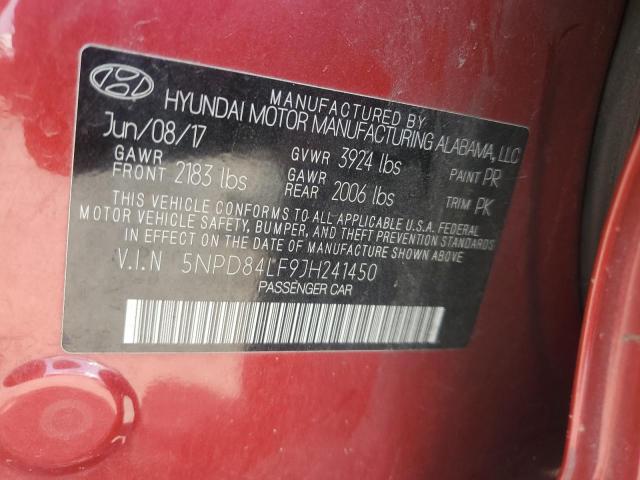 MANUFACTURED BY
HYUNDAI MOTOR MANUFACTURING ALABAMA, LLC
Jun/08/17
GAWR FRONT 2183 lbs
GVWR 3924 lbs
GAWR REAR 2006 lbs
PAINT PR
TRIM PK
THIS VEHICLE CONFORMS TO ALL APPLICABLE U.S.A. FEDERAL
MOTOR VEHICLE SAFETY, BUMPER, AND THEFT PREVENTION STANDARDS
IN EFFECT ON THE DATE OF MANUFACTURE SHOWN ABOVE.
V.I.N 5NPD84LF9JH241450
PASSENGER CAR